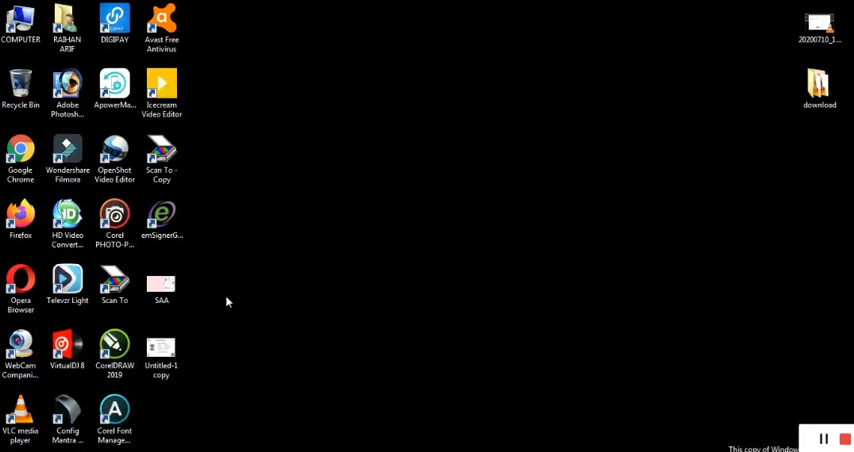 COMPUTER
RAIHAN
ARIF
DIGIPAY
Avast Free
Antivirus
20200710_1...
Recycle Bin
Adobe
Photosh...
ApowerMa...
Icecream
Video Editor
download
Google
Chrome
Wondershare
Filmora
OpenShot
Video Editor
Scan To -
Copy
Firefox
HD Video
Convert...
Corel
PHOTO-P...
emSignerG...
Opera
Browser
Televzr Light
Scan To
SAA
WebCam
Compani...
VirtualDJ 8
CorelDRAW
2019
Untitled-1
copy
VLC media
player
Config
Mantra ...
Corel Font
Manage...
This copy of Window